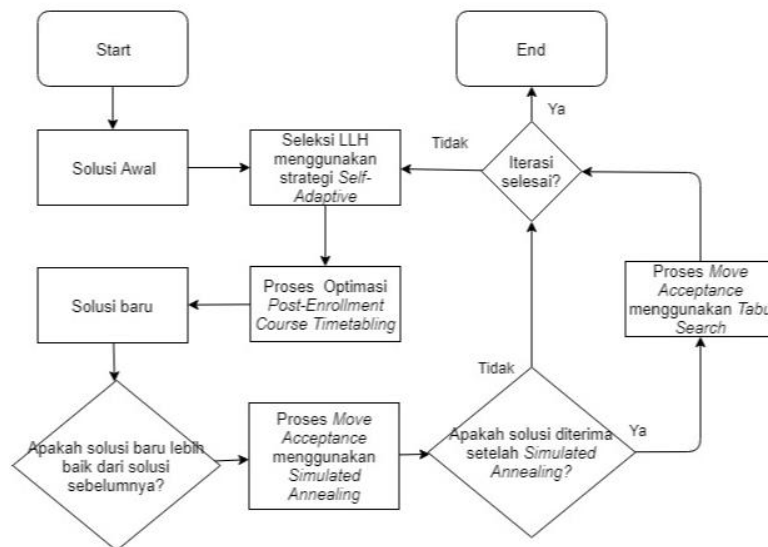 Start
End
Ya
Tidak
Solusi Awal
Seleksi LLH
menggunakan
strategi Self-
Adaptive
Iterasi
selesai?
Solusi baru
Proses Optimasi
Post-Enrollment
Course Timetabling
Proses Move
Acceptance
menggunakan Tabu
Search
Tidak
Apakah solusi baru lebih
baik dari solusi
sebelumnya?
Proses Move
Acceptance
menggunakan
Simulated
Annealing
Apakah solusi diterima
setelah Simulated
Annealing?
Ya